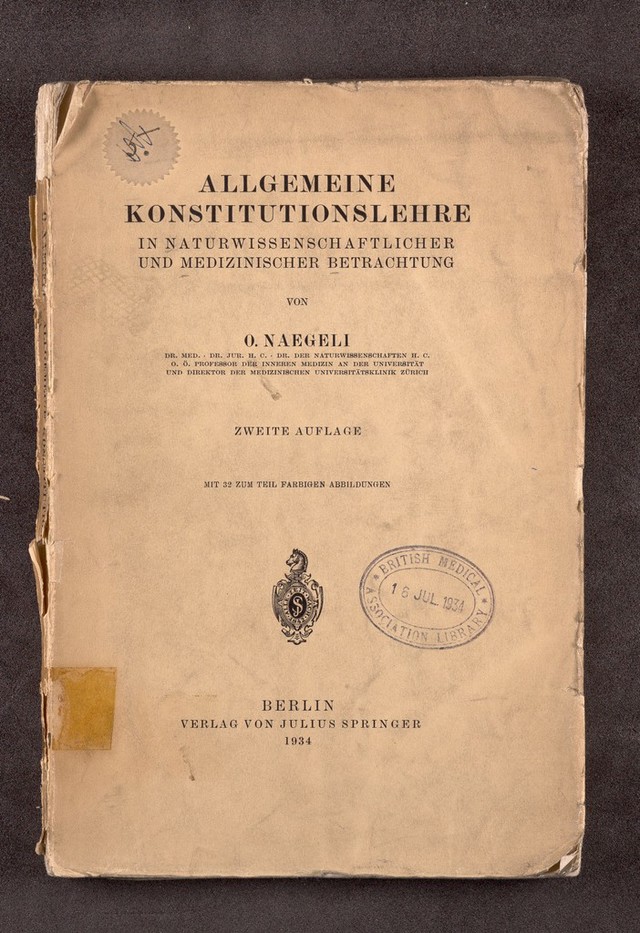 ALLGEMEINE
KONSTITUTIONSLEHRE
IN NATURWISSENSCHAFTLICHER
UND MEDIZINISCHER BETRACHTUNG
VON
O. NAEGELI
DR. MED. · DR. JUR. H. C. · DR. DER NATURWISSENSCHAFTEN H. C.
O. Ö. PROFESSOR DER INNEREN MEDIZIN AN DER UNIVERSITÄT
UND DIREKTOR DER MEDIZINISCHEN UNIVERSITÄTSKLINIK ZÜRICH
ZWEITE AUFLAGE
MIT 32 ZUM TEIL FARBIGEN ABBILDUNGEN
BRITISH MEDICAL
16 JUL 1934
ASSOCIATION LIBRARY
BERLIN
VERLAG VON JULIUS SPRINGER
1934